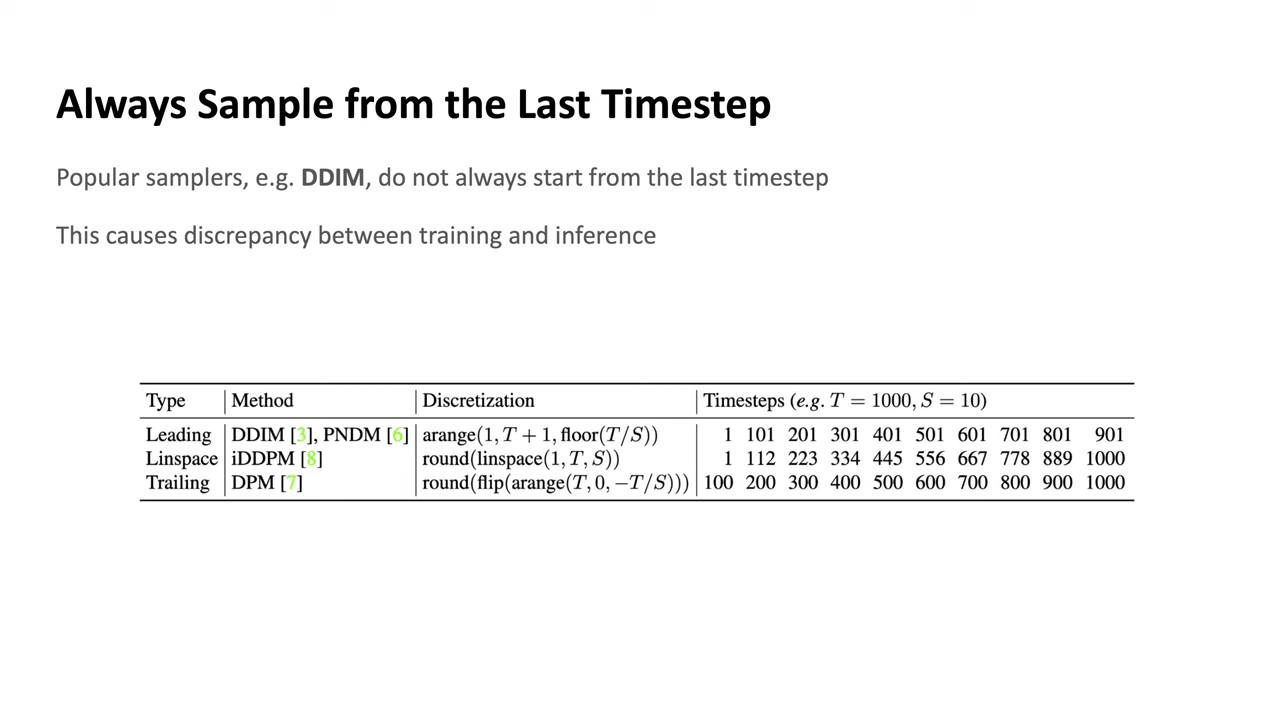 Always Sample from the Last Timestep
Popular samplers, e.g. DDIM, do not always start from the last timestep
This causes discrepancy between training and inference
Type Method Discretization Timesteps (e.g. T = 1000, S = 10)
Leading DDIM [3], PNDM [6] arange(1, T + 1, floor(T/S)) 1 101 201 301 401 501 601 701 801 901
Linspace iDDPM [8] round(linspace(1, T, S)) 1 112 223 334 445 556 667 778 889 1000
Trailing DPM [7] round(flip(arange(T, 0, −T/S))) 100 200 300 400 500 600 700 800 900 1000